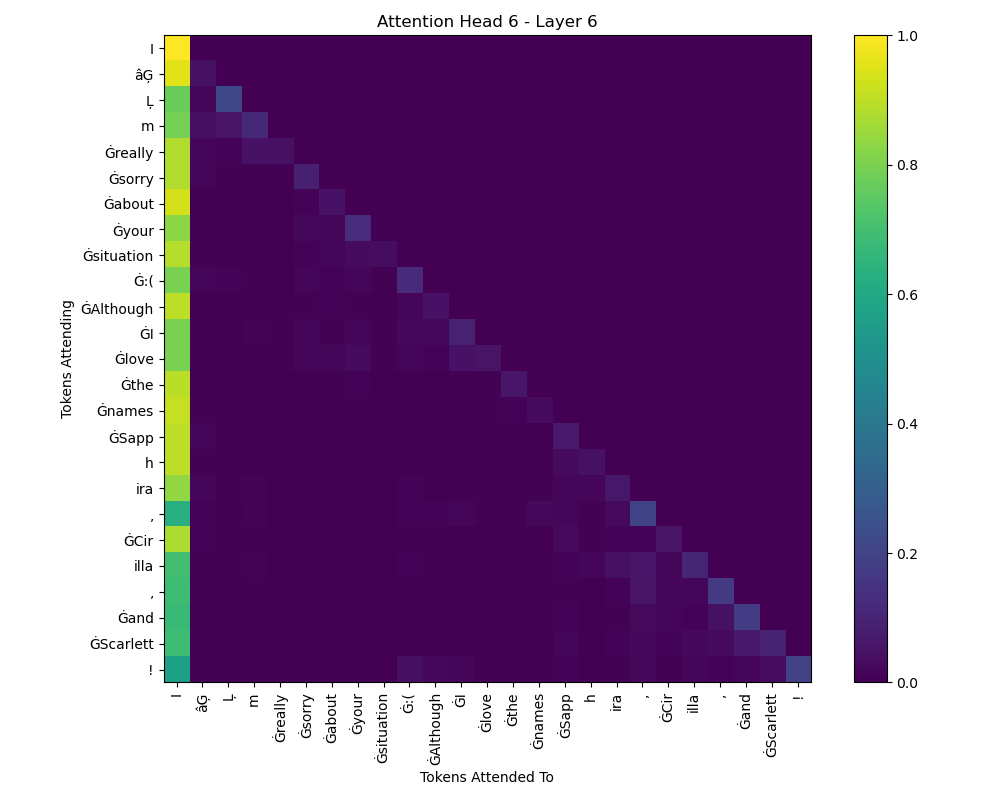 Attention Head 6 - Layer 6
I
âĢ
Ļ
m
Ġreally
Ġsorry
Ġabout
Ġyour
Ġsituation
Ġ:(
ĠAlthough
ĠI
Ġlove
Ġthe
Ġnames
ĠSapp
h
ira
,
ĠCir
illa
,
Ġand
ĠScarlett
!
Tokens Attending
I
âĢ
Ļ
m
Ġreally
Ġsorry
Ġabout
Ġyour
Ġsituation
Ġ:(
ĠAlthough
ĠI
Ġlove
Ġthe
Ġnames
ĠSapp
h
ira
,
ĠCir
illa
,
Ġand
ĠScarlett
!
Tokens Attended To
1.0
0.8
0.6
0.4
0.2
0.0